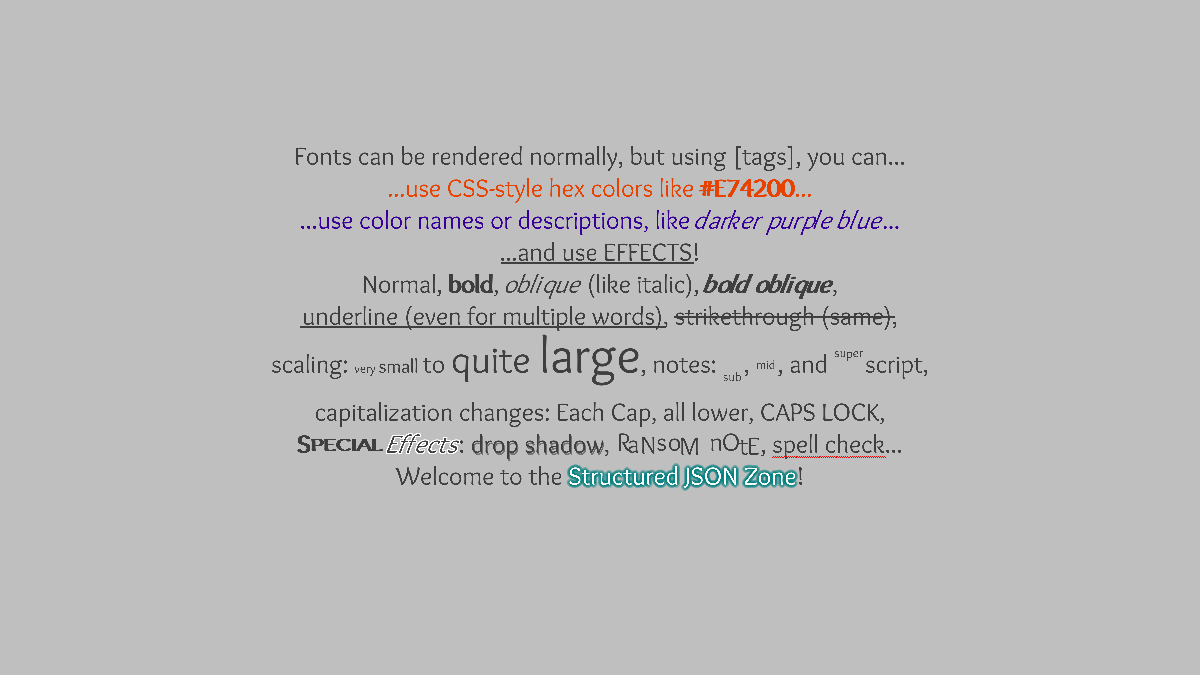 Fonts can be rendered normally, but using [tags], you can...
...use CSS-style hex colors like #E74200...
...use color names or descriptions, like darker purple blue...
...and use EFFECTS!
Normal, bold, oblique (like italic), bold oblique,
underline (even for multiple words), strikethrough (same),
scaling: very small to quite large, notes: sub, mid, and super script,
capitalization changes: Each Cap, all lower, CAPS LOCK,
SPECIAL Effects: drop shadow, RaNsoM nOtE, spell check...
Welcome to the Structured JSON Zone!